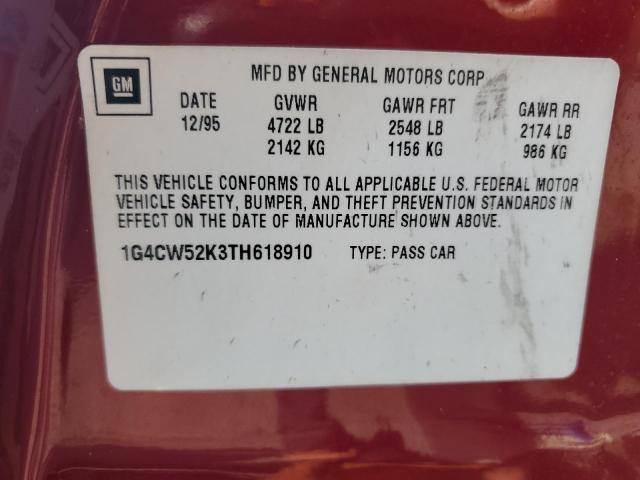 GM
MFD BY GENERAL MOTORS CORP
DATE GVWR GAWR FRT GAWR RR
12/95 4722 LB 2548 LB 2174 LB
2142 KG 1156 KG 986 KG
THIS VEHICLE CONFORMS TO ALL APPLICABLE U.S. FEDERAL MOTOR
VEHICLE SAFETY, BUMPER, AND THEFT PREVENTION STANDARDS IN
EFFECT ON THE DATE OF MANUFACTURE SHOWN ABOVE.
1G4CW52K3TH618910 TYPE: PASS CAR